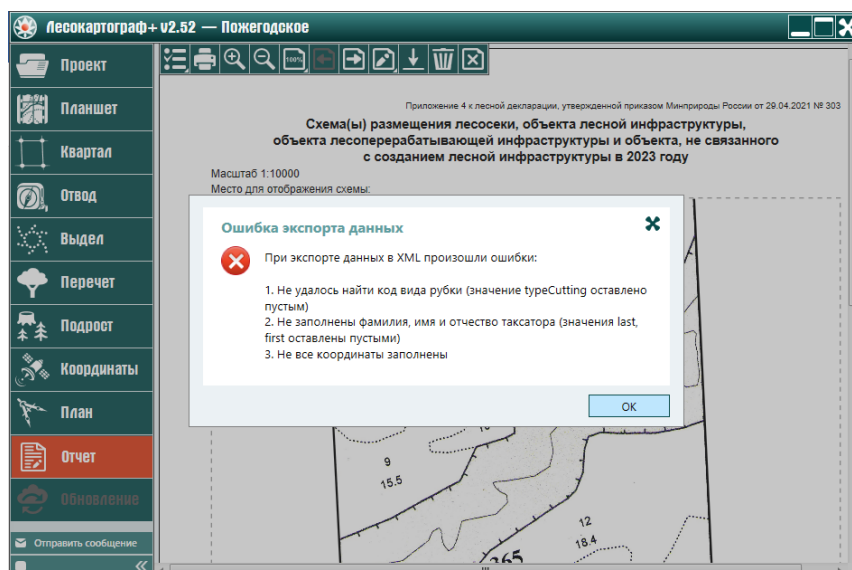 Лесокартограф+ v2.52 — Пожегодское
Проект
Планшет
Квартал
Отвод
Выдел
Перечет
Подрост
Координаты
План
Отчет
Обновление
Отправить сообщение
«
100%
Приложение 4 к лесной декларации, утвержденной приказом Минприроды России от 29.04.2021 № 303
Схема(ы) размещения лесосеки, объекта лесной инфраструктуры,
объекта лесоперерабатывающей инфраструктуры и объекта, не связанного
с созданием лесной инфраструктуры в 2023 году
Масштаб 1:10000
Место для отображения схемы:
Ошибка экспорта данных
При экспорте данных в XML произошли ошибки:
1. Не удалось найти код вида рубки (значение typeCutting оставлено
пустым)
2. Не заполнены фамилия, имя и отчество таксатора (значения last,
first оставлены пустыми)
3. Не все координаты заполнены
OK
9
15.5
12
18.4
365